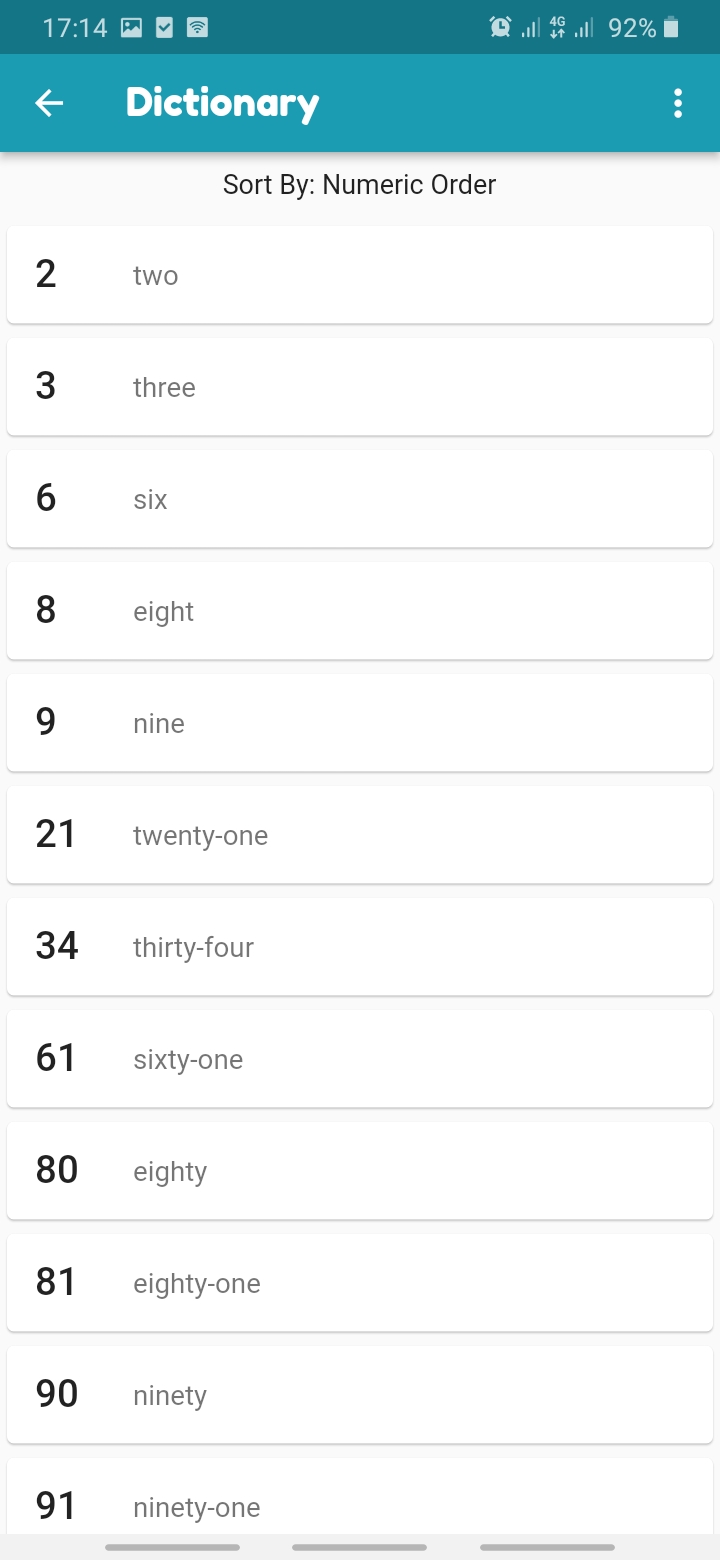 17:14 4G 92%
Dictionary
Sort By: Numeric Order
2 two
3 three
6 six
8 eight
9 nine
21 twenty-one
34 thirty-four
61 sixty-one
80 eighty
81 eighty-one
90 ninety
91 ninety-one